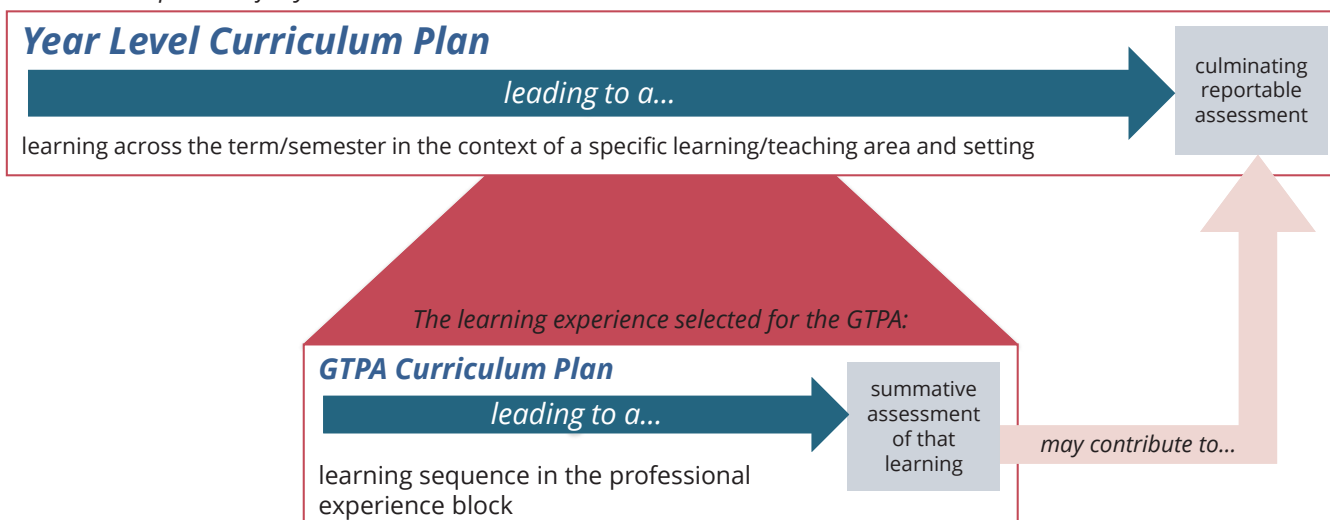 Year Level Curriculum Plan
leading to a...
culminating
reportable
assessment
learning across the term/semester in the context of a specific learning/teaching area and setting
The learning experience selected for the GTPA:
GTPA Curriculum Plan
leading to a...
summative
assessment
of that
learning
may contribute to...
learning sequence in the professional
experience block